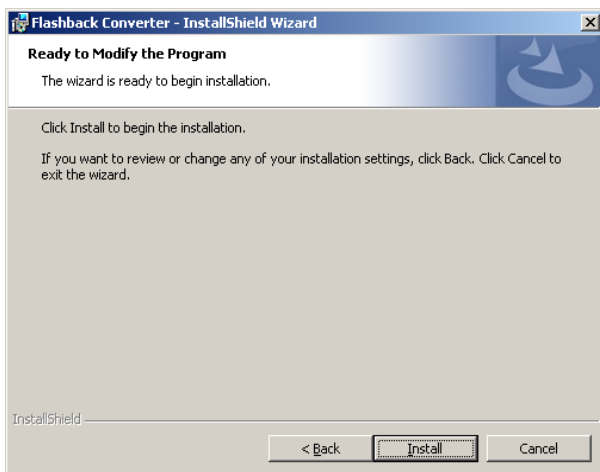 Flashback Converter - InstallShield Wizard
Ready to Modify the Program
The wizard is ready to begin installation.
Click Install to begin the installation.
If you want to review or change any of your installation settings, click Back. Click Cancel to
exit the wizard.
InstallShield
< Back Install Cancel